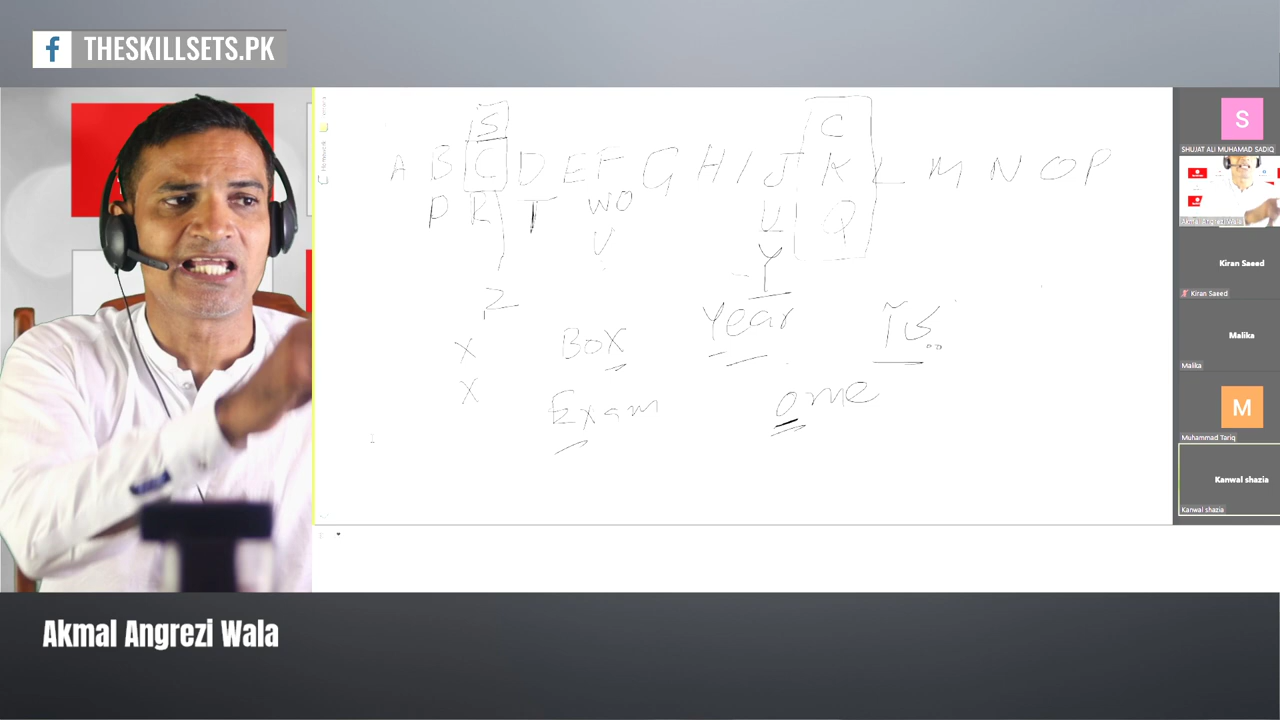 THESKILLSETS.PK
S C
A B C D E F G H I J K L M N O P
P R T WO U Q
V Y
Z
X BOX Year
X Exam ome
S
SHUJAT ALI MUHAMAD SADIQ
Kiran Saeed
Kiran Saeed
Malika
Malika
M
Muhammad Tariq
Kanwal shazia
Kanwal shazia
Akmal Angrezi Wala